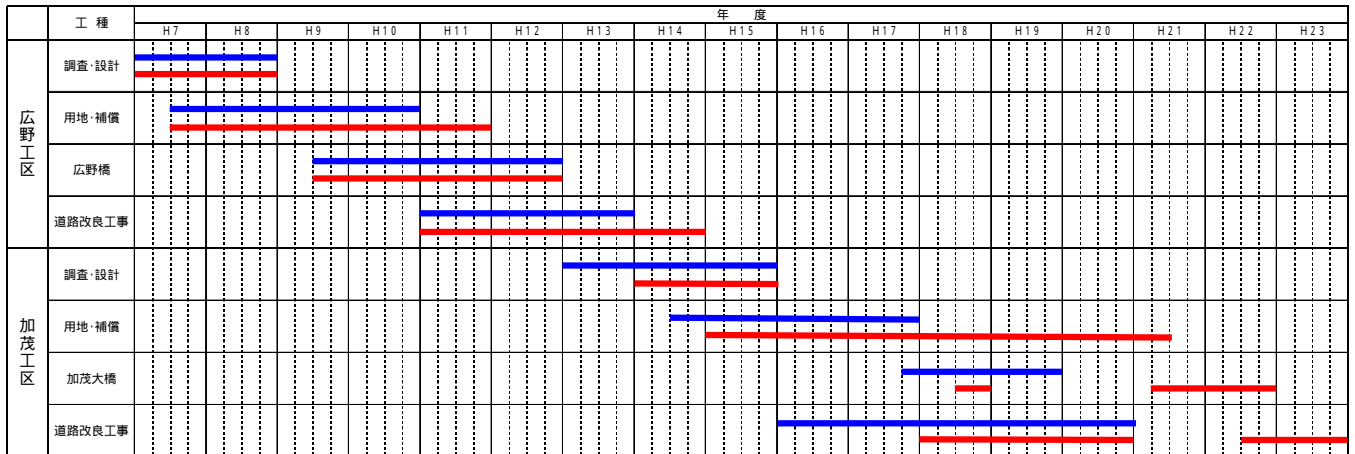 工種
年度
H7 H8 H9 H10 H11 H12 H13 H14 H15 H16 H17 H18 H19 H20 H21 H22 H23
広野工区
調査・設計
用地・補償
広野橋
道路改良工事
加茂工区
調査・設計
用地・補償
加茂大橋
道路改良工事